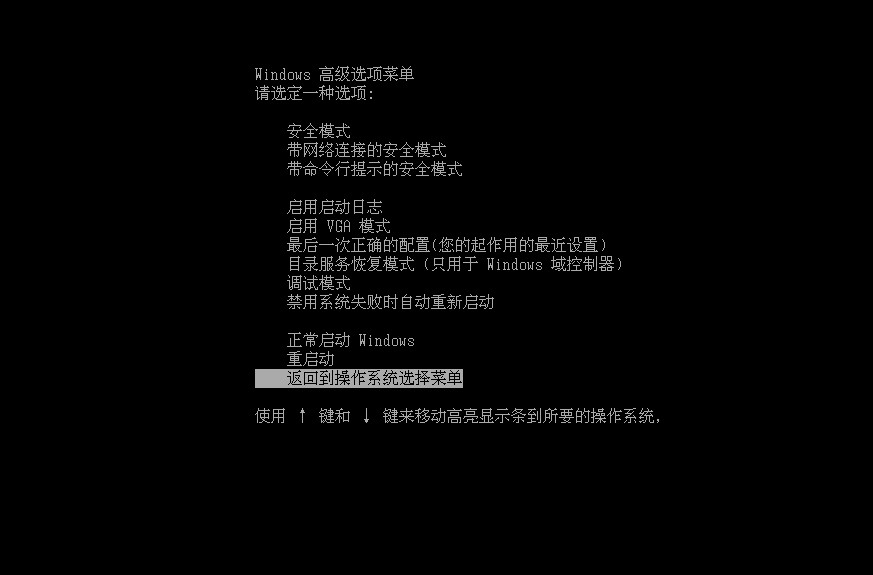 Windows 高级选项菜单
请选定一种选项:
安全模式
带网络连接的安全模式
带命令行提示的安全模式
启用启动日志
启用 VGA 模式
最后一次正确的配置(您的起作用的最近设置)
目录服务恢复模式 (只用于 Windows 域控制器)
调试模式
禁用系统失败时自动重新启动
正常启动 Windows
重启动
返回到操作系统选择菜单
使用 ↑ 键和 ↓ 键来移动高亮显示条到所要的操作系统,